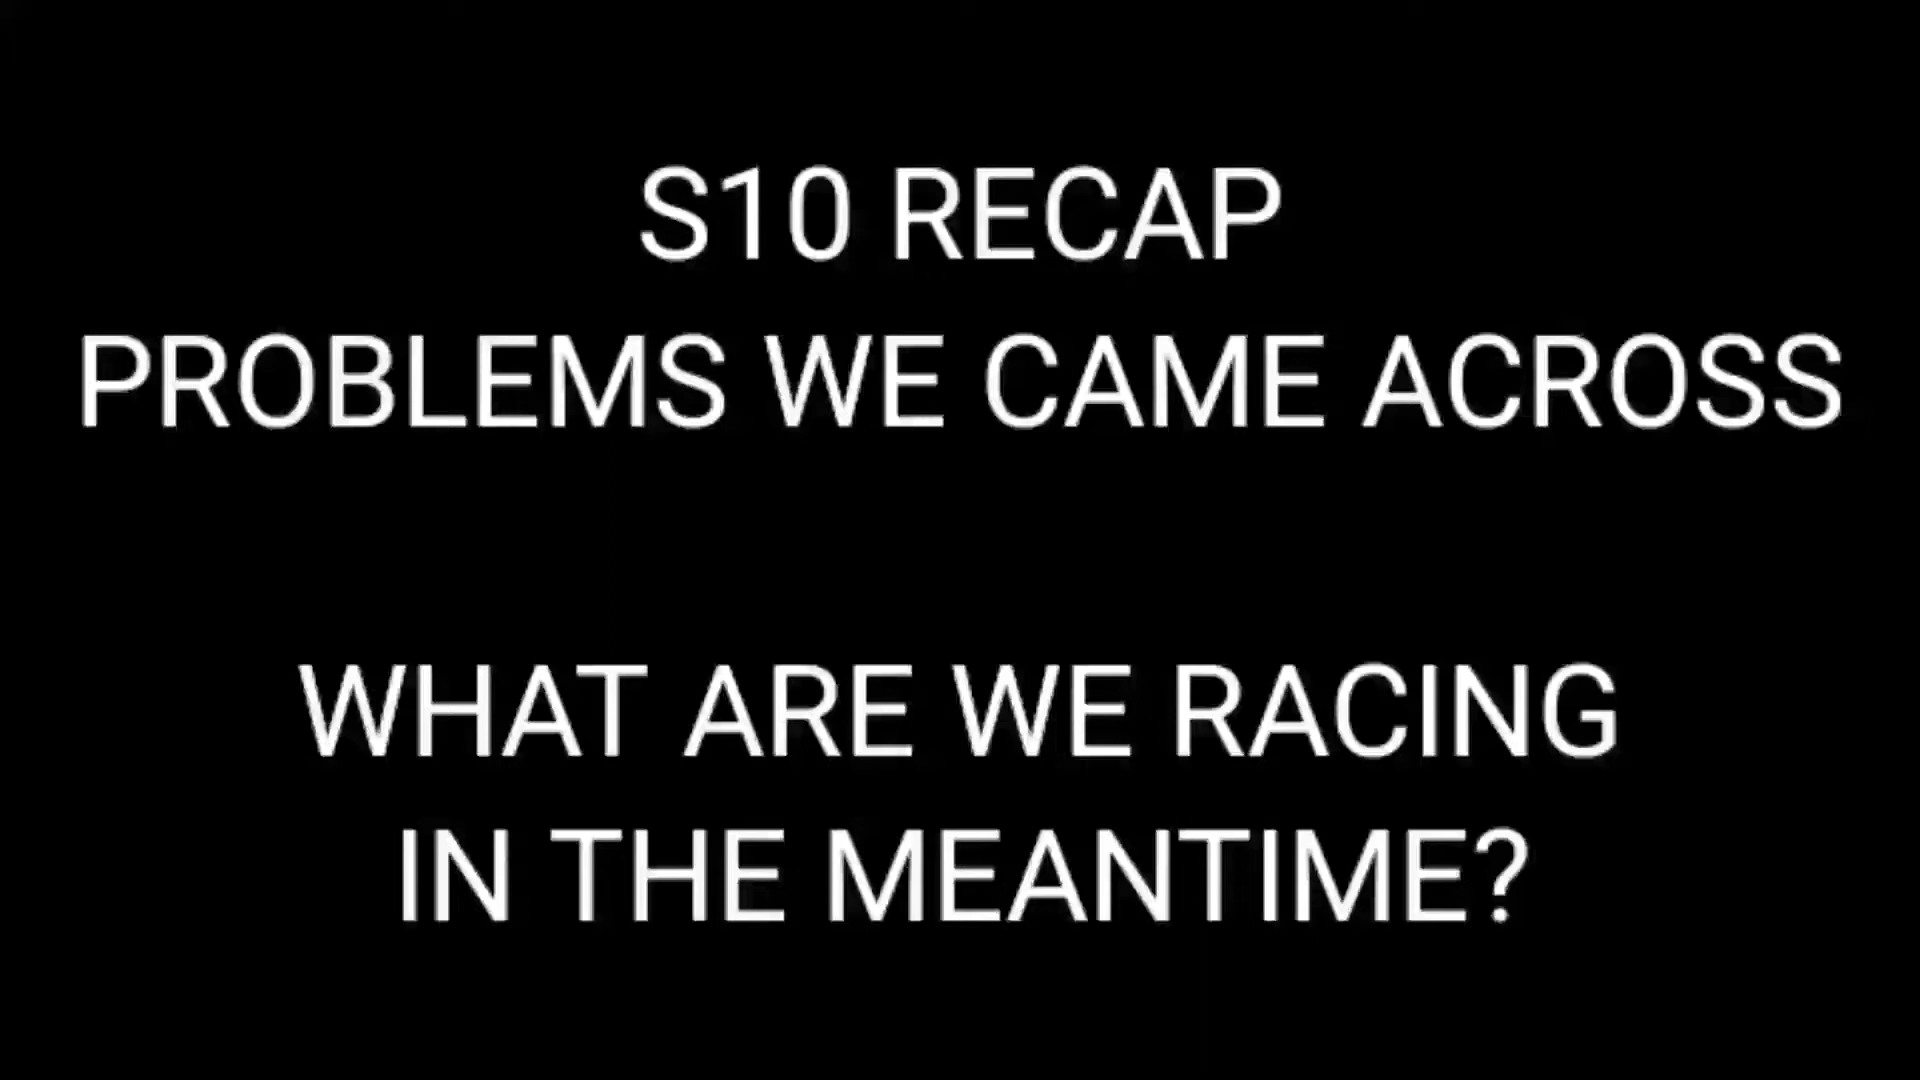 S10 RECAP
PROBLEMS WE CAME ACROSS
WHAT ARE WE RACING
IN THE MEANTIME?